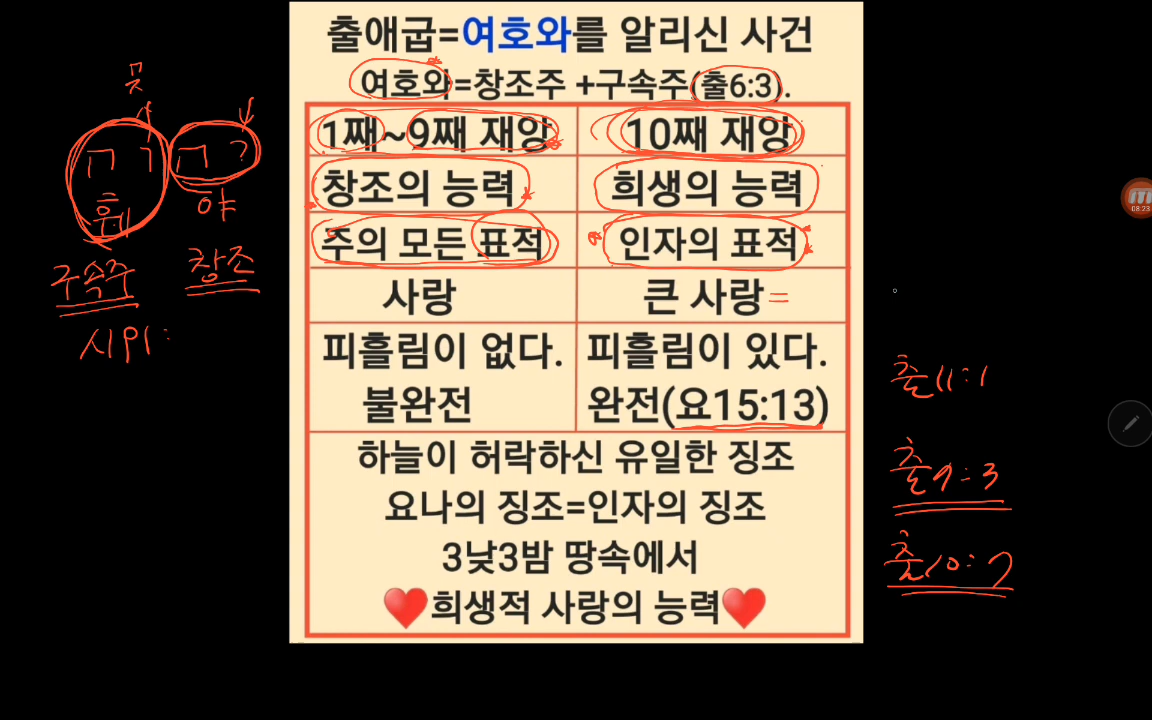 출애굽=여호와를 알리신 사건
여호와=창조주 +구속주(출6:3).
1째~9째 재앙 10째 재앙
창조의 능력 희생의 능력
주의 모든 표적 인자의 표적
사랑 큰 사랑=
피흘림이 없다. 피흘림이 있다.
불완전 완전(요15:13)
하늘이 허락하신 유일한 징조
요나의 징조=인자의 징조
3낮3밤 땅속에서
❤️희생적 사랑의 능력❤️
못
야
구속주 창조
출11:1
출9:3
출10:7
08:23